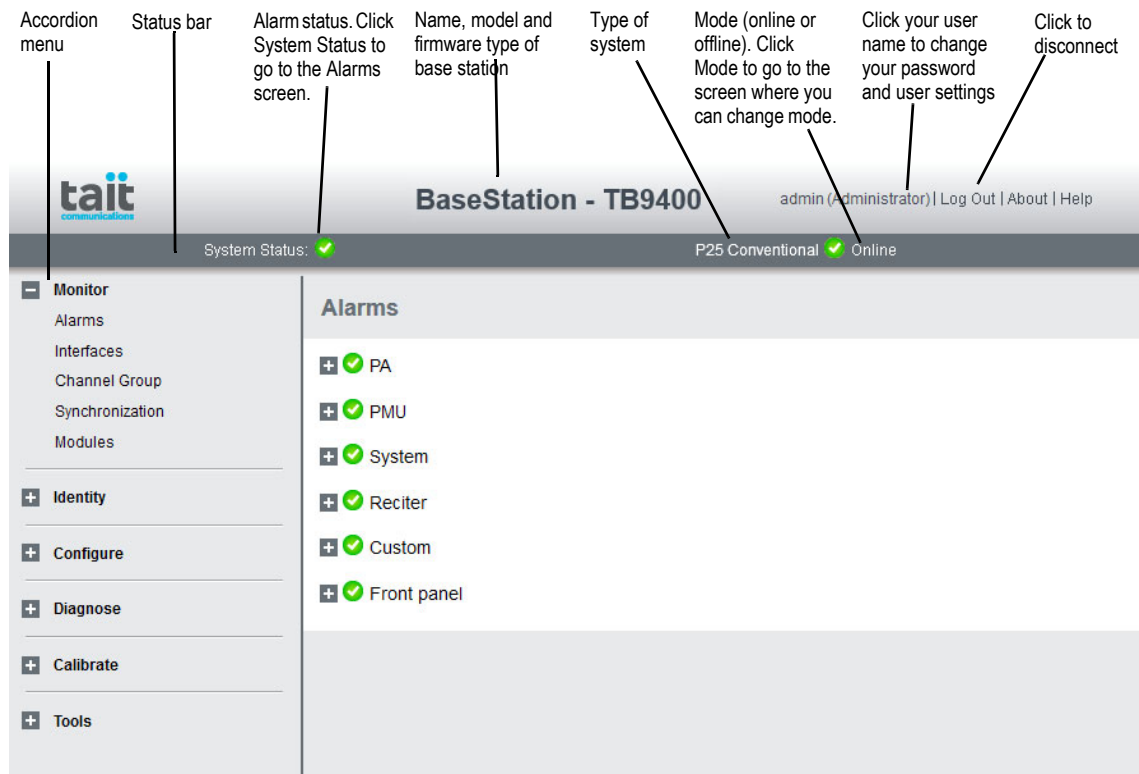 Accordion
menu
Status bar
Alarm status. Click
System Status to
go to the Alarms
screen.
Name, model and
firmware type of
base station
Type of
system
Mode (online or
offline). Click
Mode to go to the
screen where you
can change mode.
Click your user
name to change
your password
and user settings
Click to
disconnect
tait
communications
BaseStation - TB9400
admin (Administrator) | Log Out | About | Help
System Status:
P25 Conventional Online
Monitor
Alarms
Interfaces
Channel Group
Synchronization
Modules
Identity
Configure
Diagnose
Calibrate
Tools
Alarms
PA
PMU
System
Reciter
Custom
Front panel